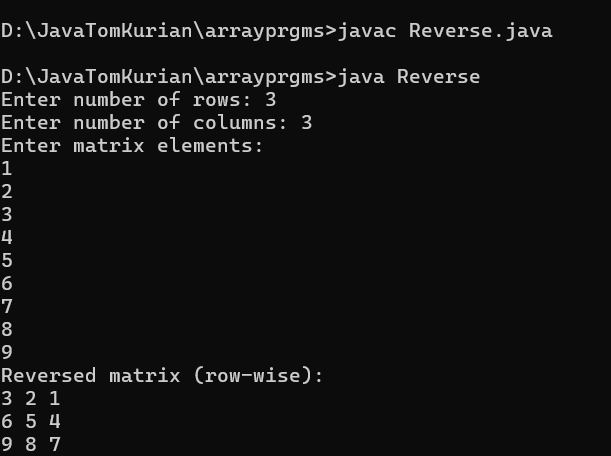 D:\JavaTomKurian\arrayprgms>javac Reverse.java
D:\JavaTomKurian\arrayprgms>java Reverse
Enter number of rows: 3
Enter number of columns: 3
Enter matrix elements:
1
2
3
4
5
6
7
8
9
Reversed matrix (row-wise):
3 2 1
6 5 4
9 8 7